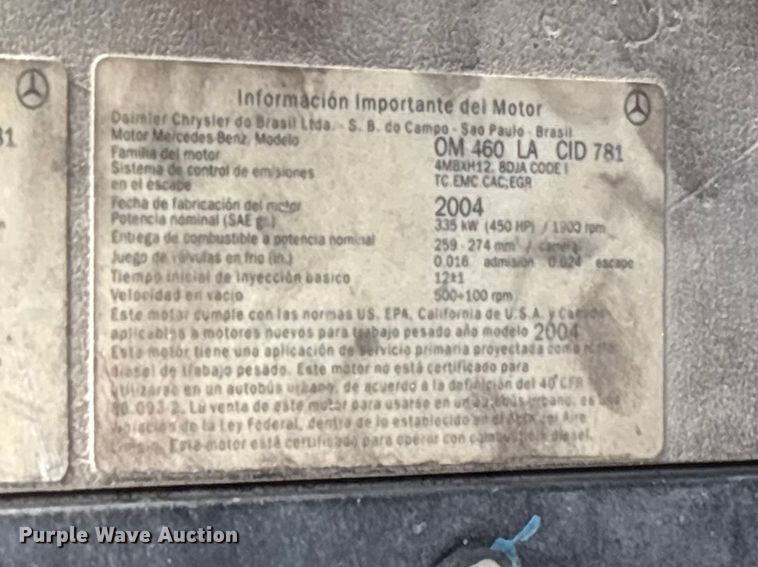 Información Importante del Motor
Daimler Chrysler do Brasil Ltda. - S. B. do Campo - Sao Paulo - Brasil
Motor Mercedes Benz, Modelo OM 460 LA CID 781
Familia del motor 4MBXH12. 8DJA CODE I
Sistema de control de emisiones
en el escape TC.EMC CAC;EGR
Fecha de fabricación del motor 2004
Potencia nominal (SAE gr.) 335 kW (450 HP) / 1900 rpm
Entrega de combustible a potencia nominal 259 - 274 mm /
Juego de válvulas en frio (in.) 0.016 admisión 0.024 escape
Tiempo inicial de inyección basico 12±1
Velocidad en vacio 500+100 rpm
Este motor cumple con las normas US. EPA, California de U.S.A. y Canada
aplicables a motores nuevos para trabajo pesado año modelo 2004
Este motor tiene una aplicación de servicio primaria proyectada como
diesel de trabajo pesado. Este motor no está certificado para
utilizarse en un autobús urbano, de acuerdo a la definición del 40 CFR
86.093-2. La venta de este motor para usarse en un autobús urbano, es una
violación de la Ley Federal, dentro de lo establecido en el Aire
Este motor está certificado para operar con combustible diesel.
81
Purple Wave Auction